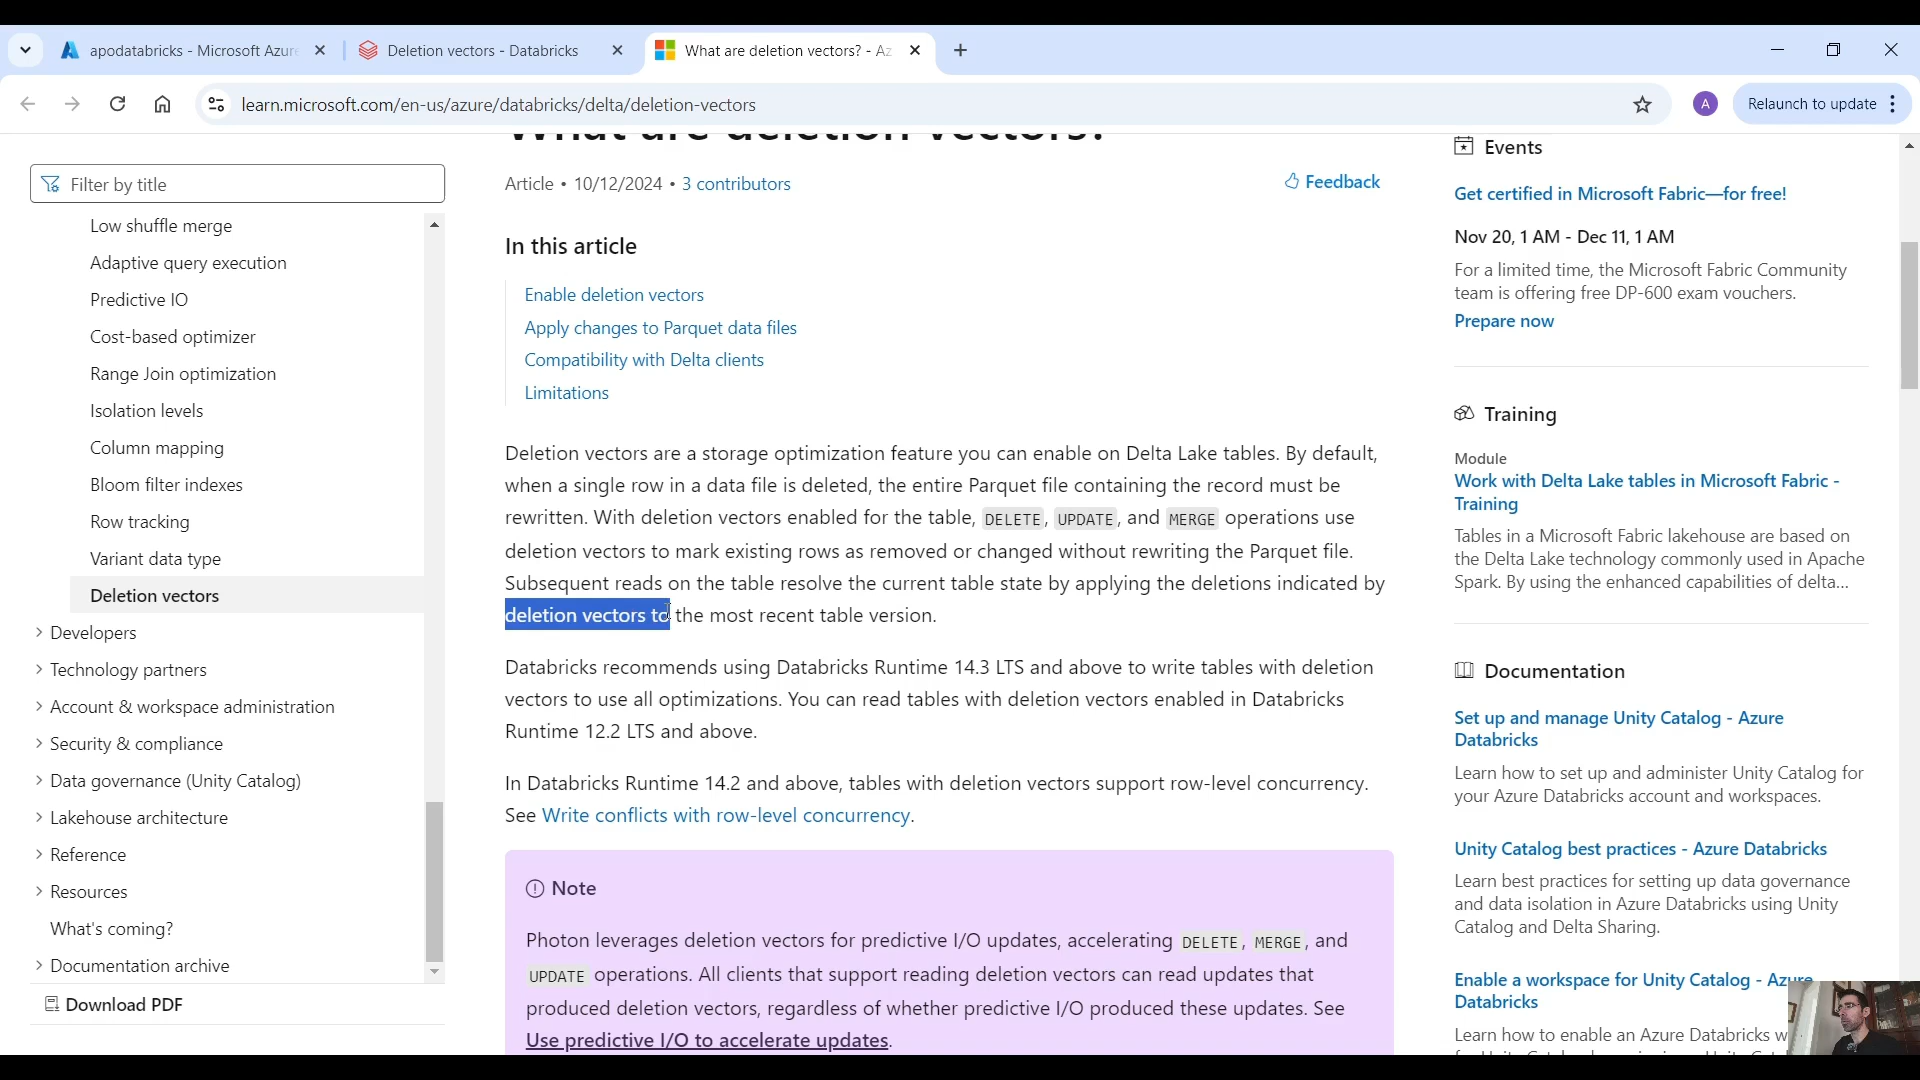 apodatabricks - Microsoft Azure
Deletion vectors - Databricks
What are deletion vectors? - Az
learn.microsoft.com/en-us/azure/databricks/delta/deletion-vectors
A
Relaunch to update
Filter by title
Low shuffle merge
Adaptive query execution
Predictive IO
Cost-based optimizer
Range Join optimization
Isolation levels
Column mapping
Bloom filter indexes
Row tracking
Variant data type
Deletion vectors
Developers
Technology partners
Account & workspace administration
Security & compliance
Data governance (Unity Catalog)
Lakehouse architecture
Reference
Resources
What's coming?
Documentation archive
Download PDF
What are deletion vectors?
Article • 10/12/2024 • 3 contributors
Feedback
In this article
Enable deletion vectors
Apply changes to Parquet data files
Compatibility with Delta clients
Limitations
Deletion vectors are a storage optimization feature you can enable on Delta Lake tables. By default,
when a single row in a data file is deleted, the entire Parquet file containing the record must be
rewritten. With deletion vectors enabled for the table, DELETE, UPDATE, and MERGE operations use
deletion vectors to mark existing rows as removed or changed without rewriting the Parquet file.
Subsequent reads on the table resolve the current table state by applying the deletions indicated by
deletion vectors to the most recent table version.
Databricks recommends using Databricks Runtime 14.3 LTS and above to write tables with deletion
vectors to use all optimizations. You can read tables with deletion vectors enabled in Databricks
Runtime 12.2 LTS and above.
In Databricks Runtime 14.2 and above, tables with deletion vectors support row-level concurrency.
See Write conflicts with row-level concurrency.
Note
Photon leverages deletion vectors for predictive I/O updates, accelerating DELETE, MERGE, and
UPDATE operations. All clients that support reading deletion vectors can read updates that
produced deletion vectors, regardless of whether predictive I/O produced these updates. See
Use predictive I/O to accelerate updates.
Events
Get certified in Microsoft Fabric—for free!
Nov 20, 1 AM - Dec 11, 1 AM
For a limited time, the Microsoft Fabric Community
team is offering free DP-600 exam vouchers.
Prepare now
Training
Module
Work with Delta Lake tables in Microsoft Fabric -
Training
Tables in a Microsoft Fabric lakehouse are based on
the Delta Lake technology commonly used in Apache
Spark. By using the enhanced capabilities of delta...
Documentation
Set up and manage Unity Catalog - Azure
Databricks
Learn how to set up and administer Unity Catalog for
your Azure Databricks account and workspaces.
Unity Catalog best practices - Azure Databricks
Learn best practices for setting up data governance
and data isolation in Azure Databricks using Unity
Catalog and Delta Sharing.
Enable a workspace for Unity Catalog - Azure
Databricks
Learn how to enable an Azure Databricks w